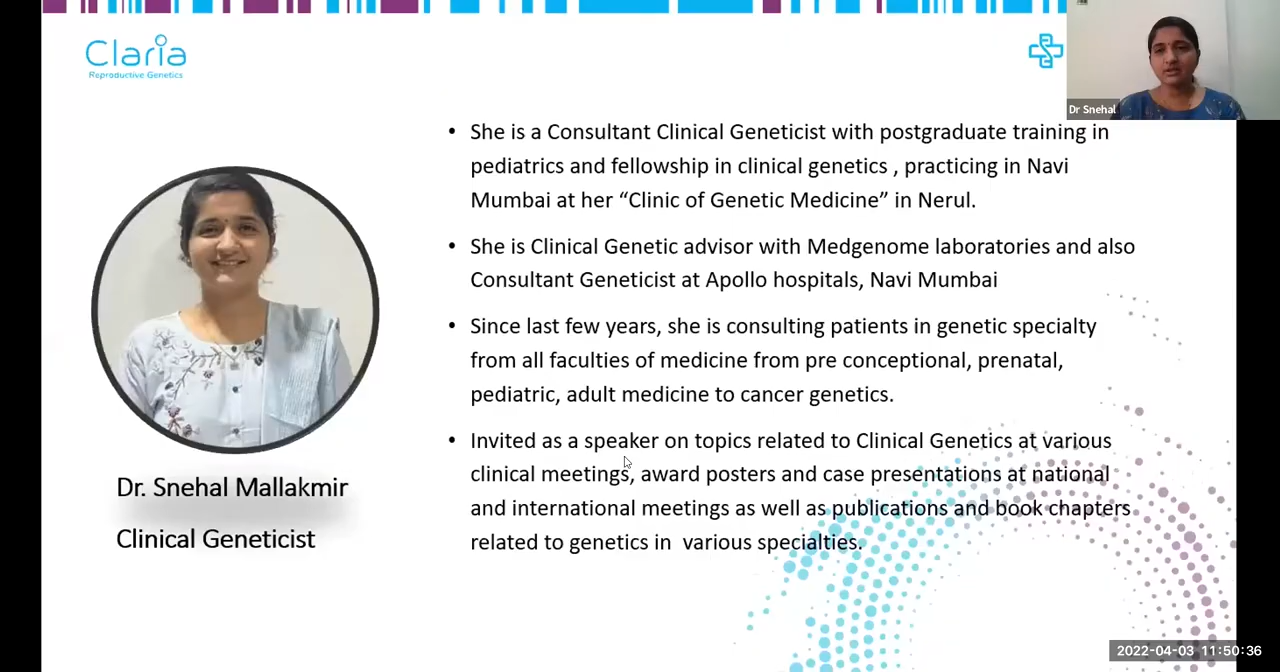 Claria
Reproductive Genetics
Dr Snehal
• She is a Consultant Clinical Geneticist with postgraduate training in
pediatrics and fellowship in clinical genetics , practicing in Navi
Mumbai at her “Clinic of Genetic Medicine” in Nerul.
• She is Clinical Genetic advisor with Medgenome laboratories and also
Consultant Geneticist at Apollo hospitals, Navi Mumbai
• Since last few years, she is consulting patients in genetic specialty
from all faculties of medicine from pre conceptional, prenatal,
pediatric, adult medicine to cancer genetics.
• Invited as a speaker on topics related to Clinical Genetics at various
clinical meetings, award posters and case presentations at national
and international meetings as well as publications and book chapters
related to genetics in  various specialties.
Dr. Snehal Mallakmir
Clinical Geneticist
2022-04-03 11:50:36